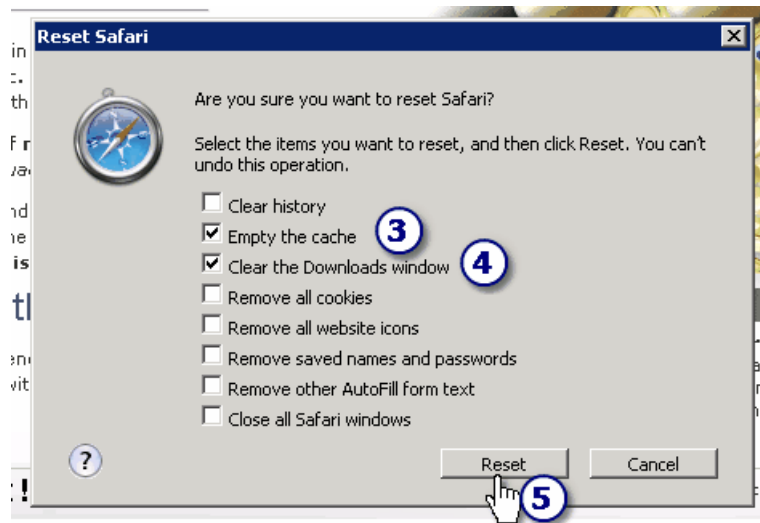 Reset Safari
Are you sure you want to reset Safari?
Select the items you want to reset, and then click Reset. You can't
undo this operation.
Clear history
Empty the cache 3
Clear the Downloads window 4
Remove all cookies
Remove all website icons
Remove saved names and passwords
Remove other AutoFill form text
Close all Safari windows
? Reset Cancel
5